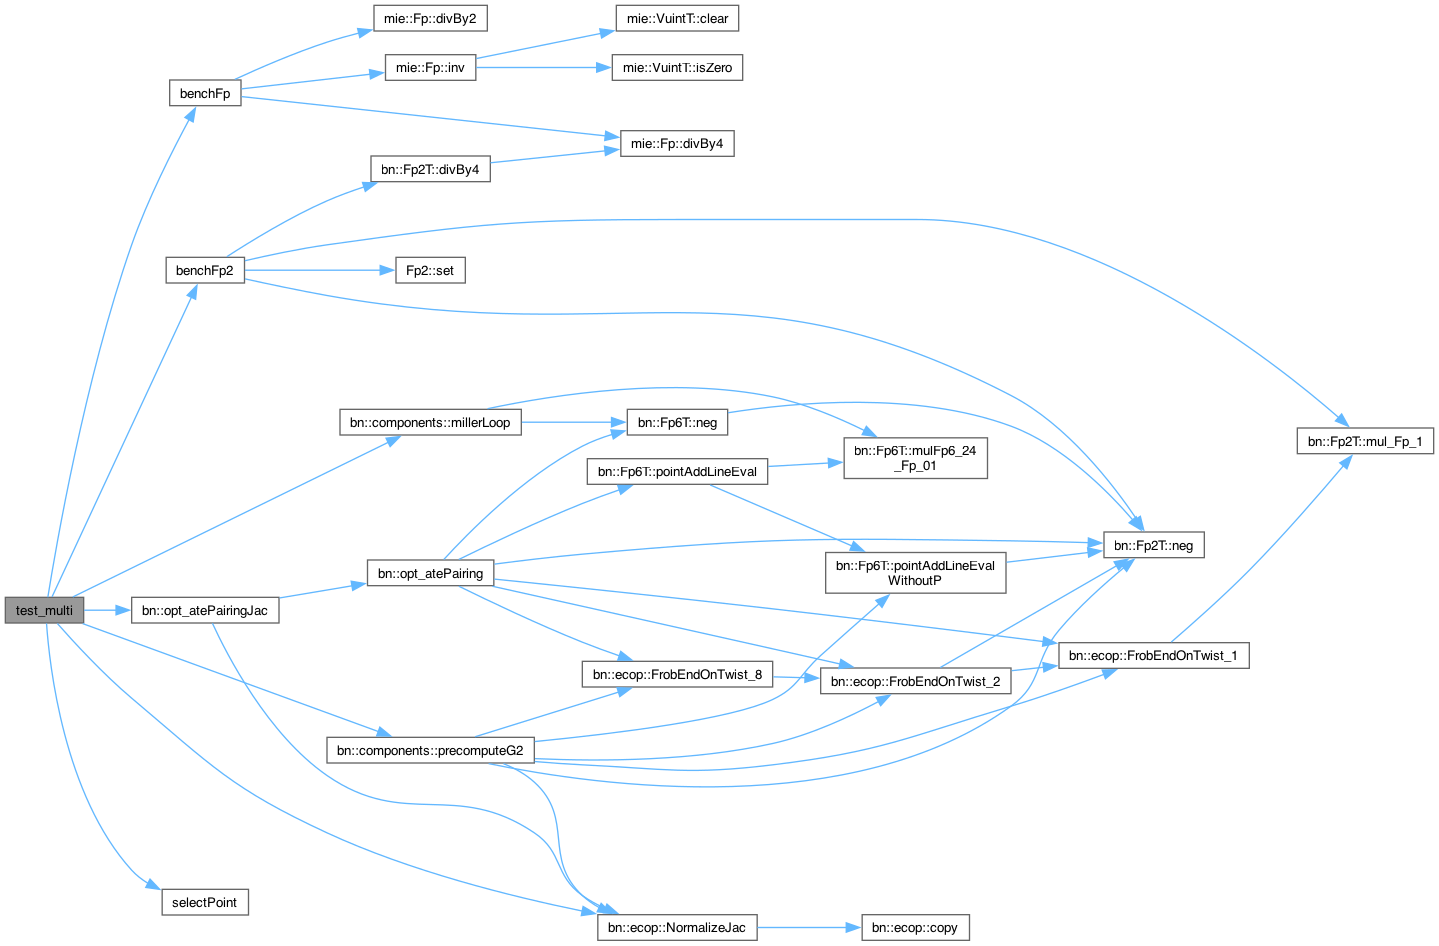 mie::Fp::divBy2
mie::VuintT::clear
mie::Fp::inv
mie::VuintT::isZero
benchFp
mie::Fp::divBy4
bn::Fp2T::divBy4
benchFp2
Fp2::set
bn::components::millerLoop
bn::Fp6T::neg
bn::Fp2T::mul_Fp_1
bn::Fp6T::mulFp6_24
_Fp_01
bn::Fp6T::pointAddLineEval
bn::Fp2T::neg
bn::opt_atePairing
bn::Fp6T::pointAddLineEval
WithoutP
test_multi
bn::opt_atePairingJac
bn::ecop::FrobEndOnTwist_1
bn::ecop::FrobEndOnTwist_8
bn::ecop::FrobEndOnTwist_2
bn::components::precomputeG2
selectPoint
bn::ecop::NormalizeJac
bn::ecop::copy